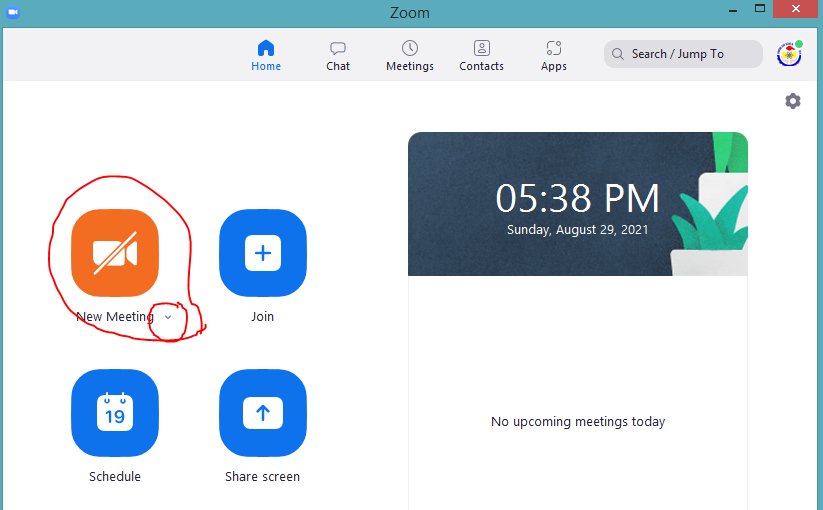 Zoom
Home
Chat
Meetings
Contacts
Apps
Search / Jump To
05:38 PM
Sunday, August 29, 2021
New Meeting
Join
19
Schedule
Share screen
No upcoming meetings today